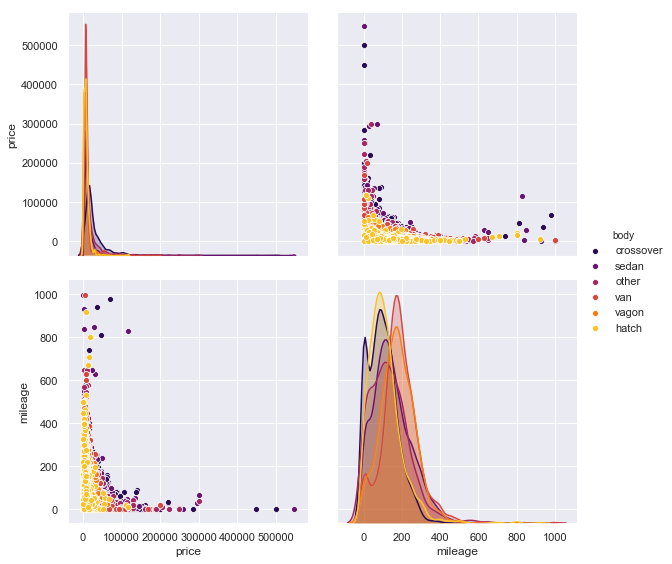 500000
400000
300000
200000
100000
0
price
body
crossover
sedan
other
van
vagon
hatch
1000
800
600
400
200
0
mileage
0 100000 200000 300000 400000 500000
price
0 200 400 600 800 1000
mileage